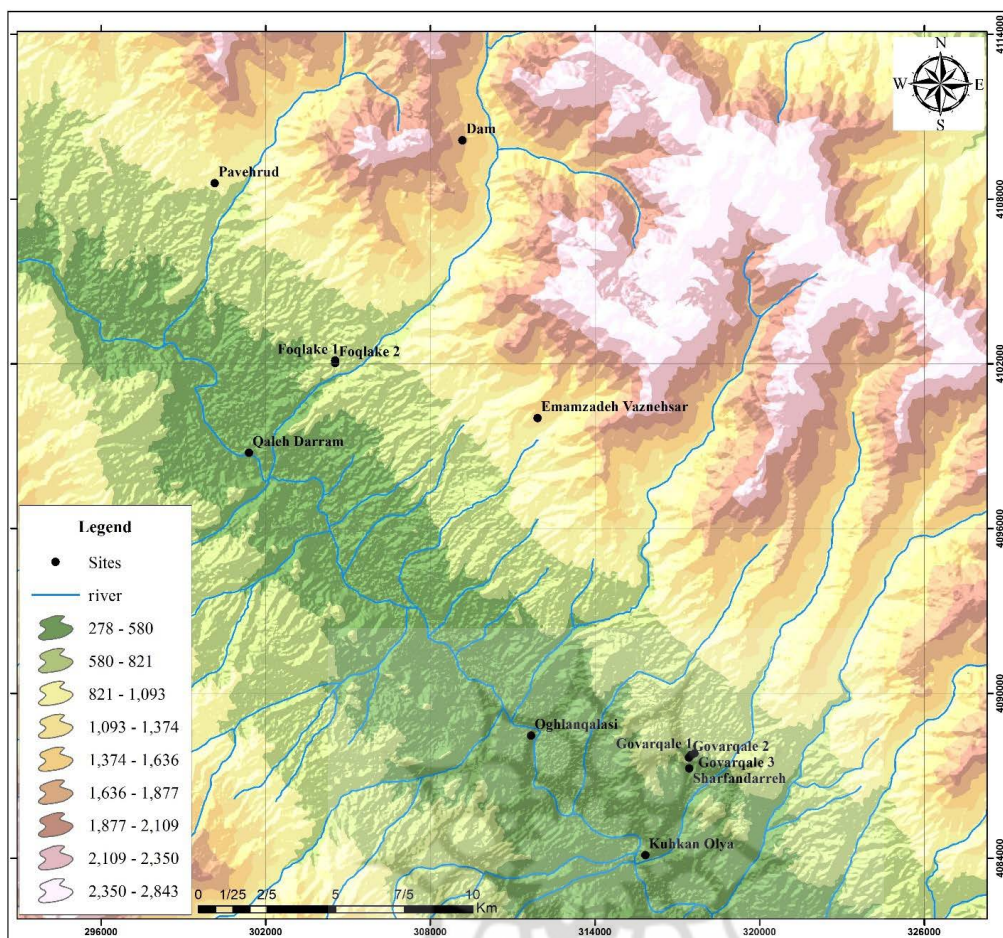 N
W E
S
4114000
Dam
Pavehrud
4108000
Foqlake 1 Foqlake 2
4102000
Emamzadeh Vaznehsar
Qaleh Darram
4096000
Legend
Sites
river
278 - 580
580 - 821
821 - 1,093
1,093 - 1,374
1,374 - 1,636
1,636 - 1,877
1,877 - 2,109
2,109 - 2,350
2,350 - 2,843
4090000
Oghlanqalasi
Govarqale 1 Govarqale 2
Govarqale 3
Sharfandarreh
Kuhkan Olya
4084000
0 1/25 2/5 5 7/5 10
Km
296000 302000 308000 314000 320000 326000